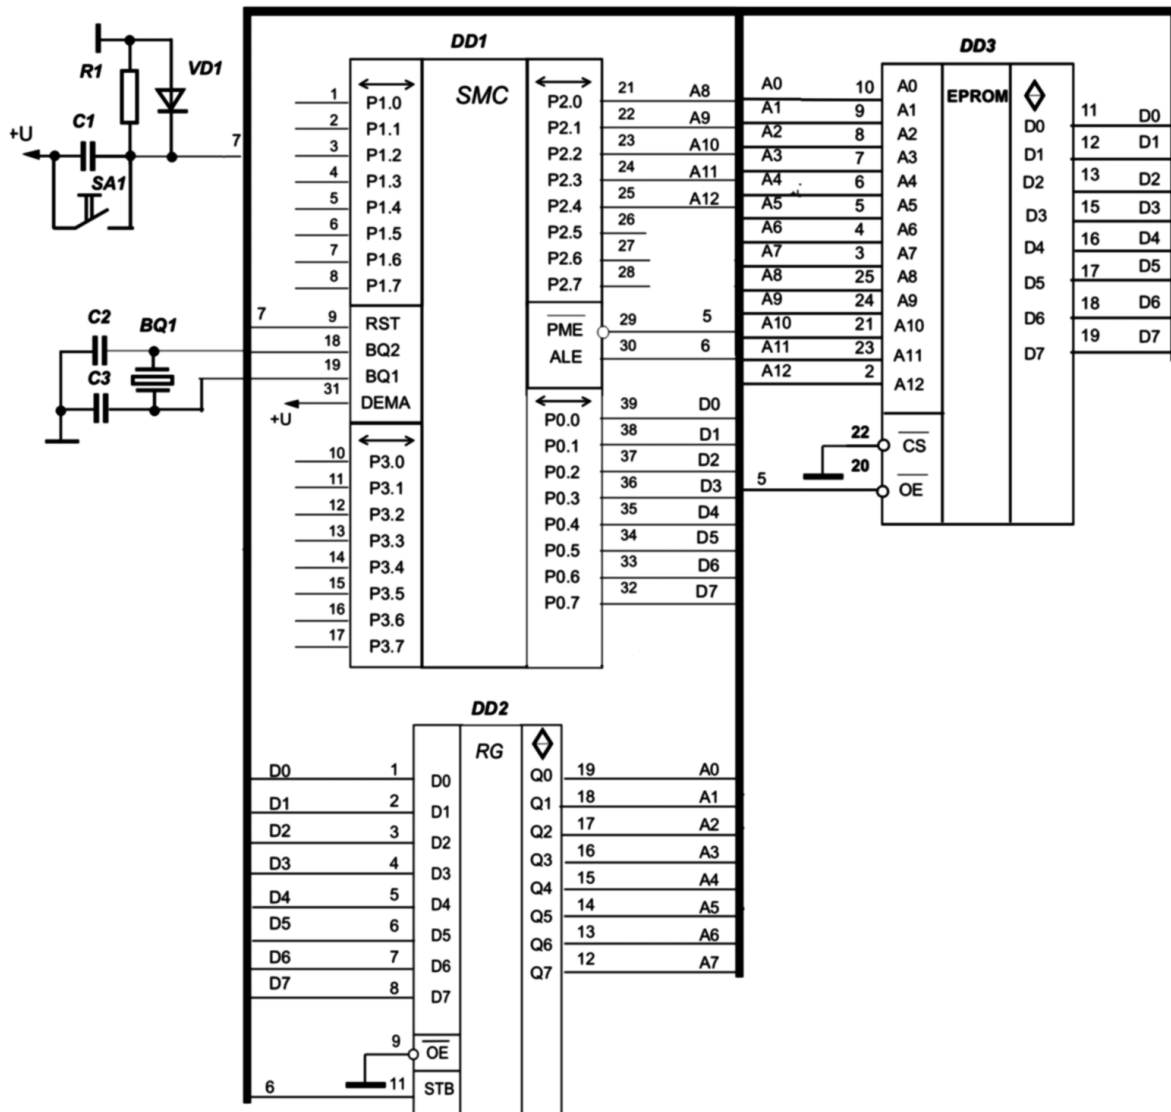 DD1
DD3
R1
VD1
+U
C1
7
SA1
SMC
1 P1.0
2 P1.1
3 P1.2
4 P1.3
5 P1.4
6 P1.5
7 P1.6
8 P1.7
7 9 RST
18 BQ2
19 BQ1
31 DEMA
+U
10 P3.0
11 P3.1
12 P3.2
13 P3.3
14 P3.4
15 P3.5
16 P3.6
17 P3.7
P2.0 21 A8
P2.1 22 A9
P2.2 23 A10
P2.3 24 A11
P2.4 25 A12
P2.5 26
P2.6 27
P2.7 28
PME 29 5
ALE 30 6
P0.0 39 D0
P0.1 38 D1
P0.2 37 D2
P0.3 36 D3
P0.4 35 D4
P0.5 34 D5
P0.6 33 D6
P0.7 32 D7
C2
BQ1
C3
EPROM
A0 10 A0
A1 9 A1
A2 8 A2
A3 7 A3
A4 6 A4
A5 5 A5
A6 4 A6
A7 3 A7
A8 25 A8
A9 24 A9
A10 21 A10
A11 23 A11
A12 2 A12
22 CS
20
5 OE
D0 11 D0
D1 12 D1
D2 13 D2
D3 15 D3
D4 16 D4
D5 17 D5
D6 18 D6
D7 19 D7
DD2
RG
D0 1 D0
D1 2 D1
D2 3 D2
D3 4 D3
D4 5 D4
D5 6 D5
D6 7 D6
D7 8 D7
9 OE
6 11 STB
Q0 19 A0
Q1 18 A1
Q2 17 A2
Q3 16 A3
Q4 15 A4
Q5 14 A5
Q6 13 A6
Q7 12 A7